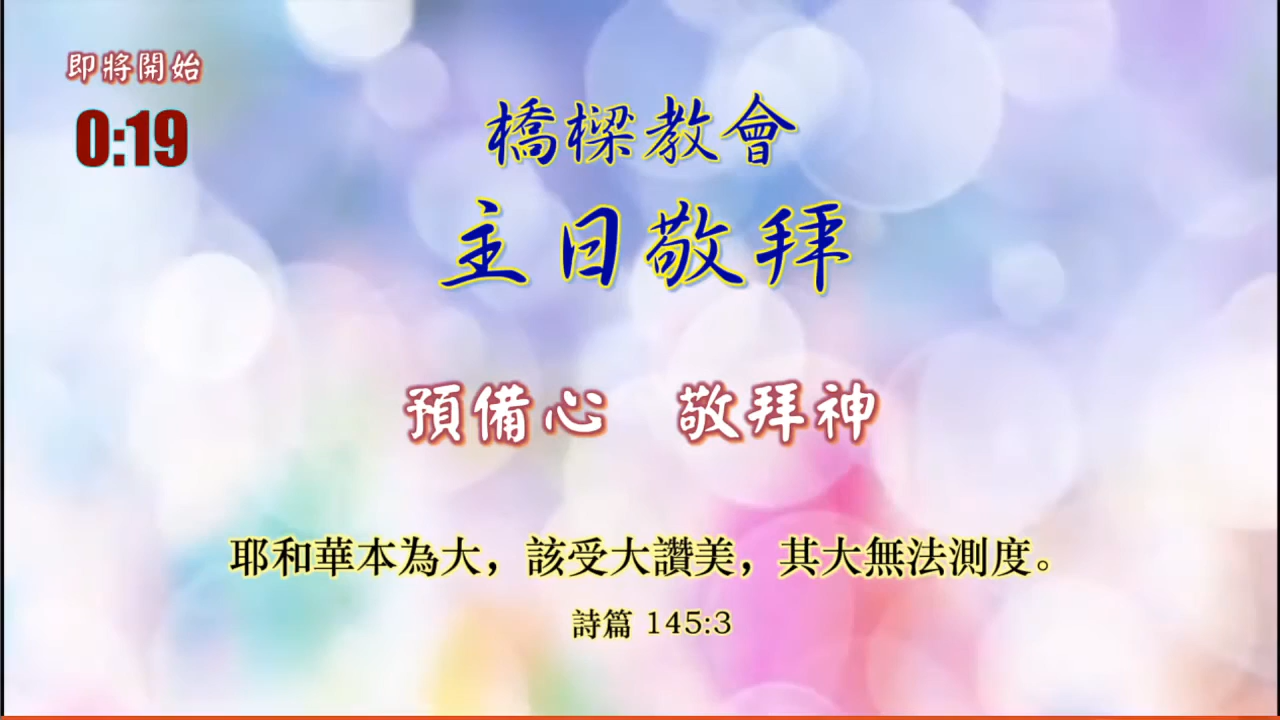 即將開始
0:19
橋樑教會
主日敬拜
預備心 敬拜神
耶和華本為大，該受大讚美，其大無法測度。
詩篇 145:3